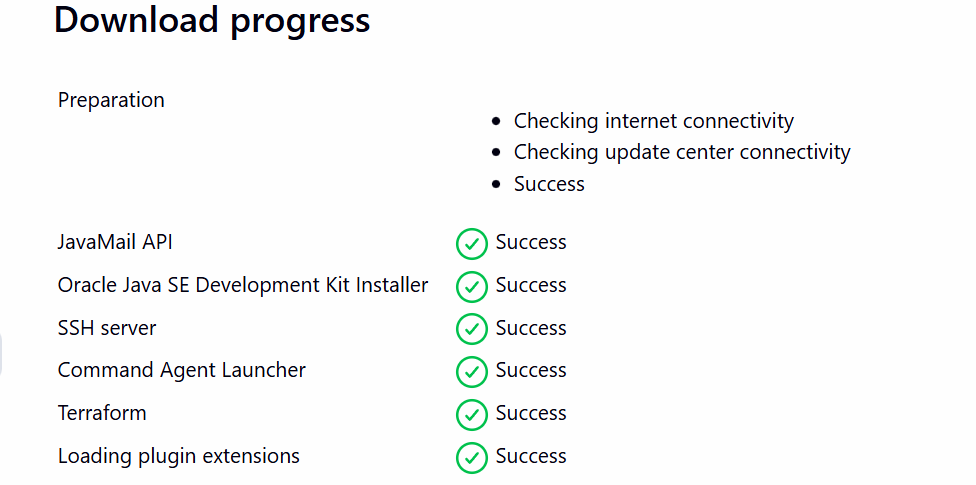 Download progress
Preparation
Checking internet connectivity
Checking update center connectivity
Success
JavaMail API Success
Oracle Java SE Development Kit Installer Success
SSH server Success
Command Agent Launcher Success
Terraform Success
Loading plugin extensions Success